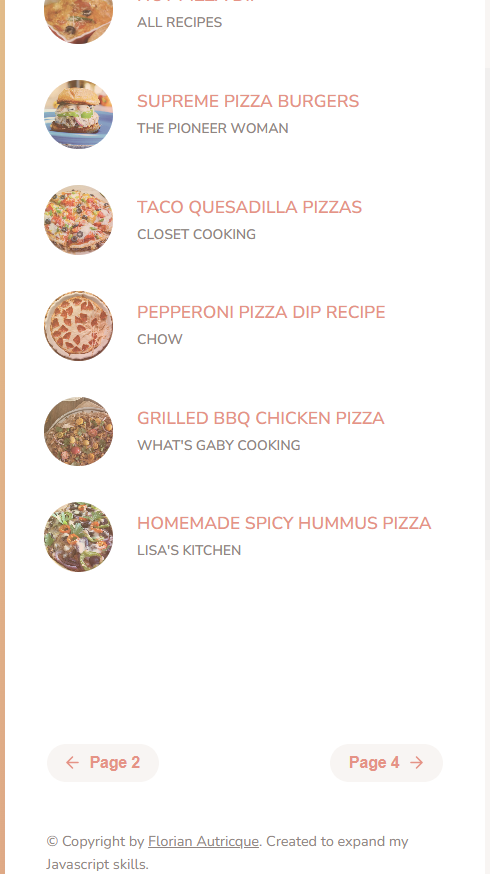 ALL RECIPES
SUPREME PIZZA BURGERS
THE PIONEER WOMAN
TACO QUESADILLA PIZZAS
CLOSET COOKING
PEPPERONI PIZZA DIP RECIPE
CHOW
GRILLED BBQ CHICKEN PIZZA
WHAT'S GABY COOKING
HOMEMADE SPICY HUMMUS PIZZA
LISA'S KITCHEN
← Page 2
Page 4 →
© Copyright by Florian Autricque. Created to expand my
Javascript skills.